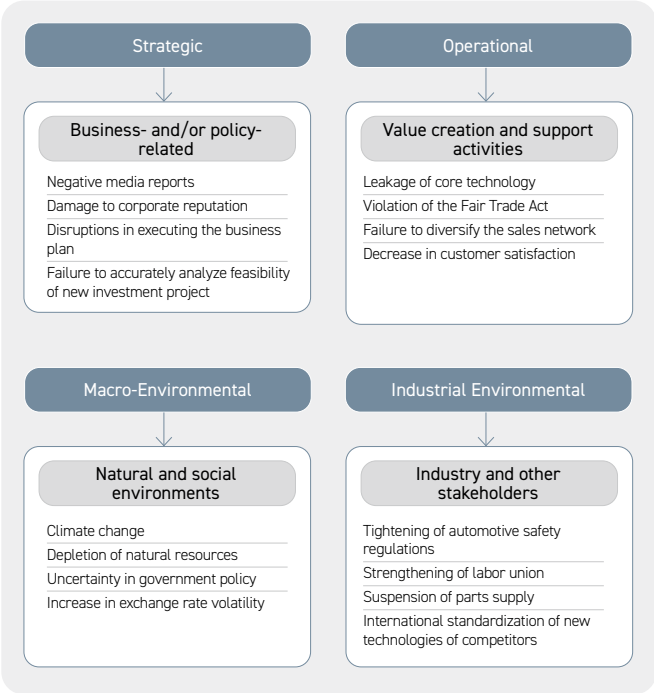 Strategic
Business- and/or policy-
related
Negative media reports
Damage to corporate reputation
Disruptions in executing the business
plan
Failure to accurately analyze feasibility
of new investment project
Operational
Value creation and support
activities
Leakage of core technology
Violation of the Fair Trade Act
Failure to diversify the sales network
Decrease in customer satisfaction
Macro-Environmental
Natural and social
environments
Climate change
Depletion of natural resources
Uncertainty in government policy
Increase in exchange rate volatility
Industrial Environmental
Industry and other
stakeholders
Tightening of automotive safety
regulations
Strengthening of labor union
Suspension of parts supply
International standardization of new
technologies of competitors